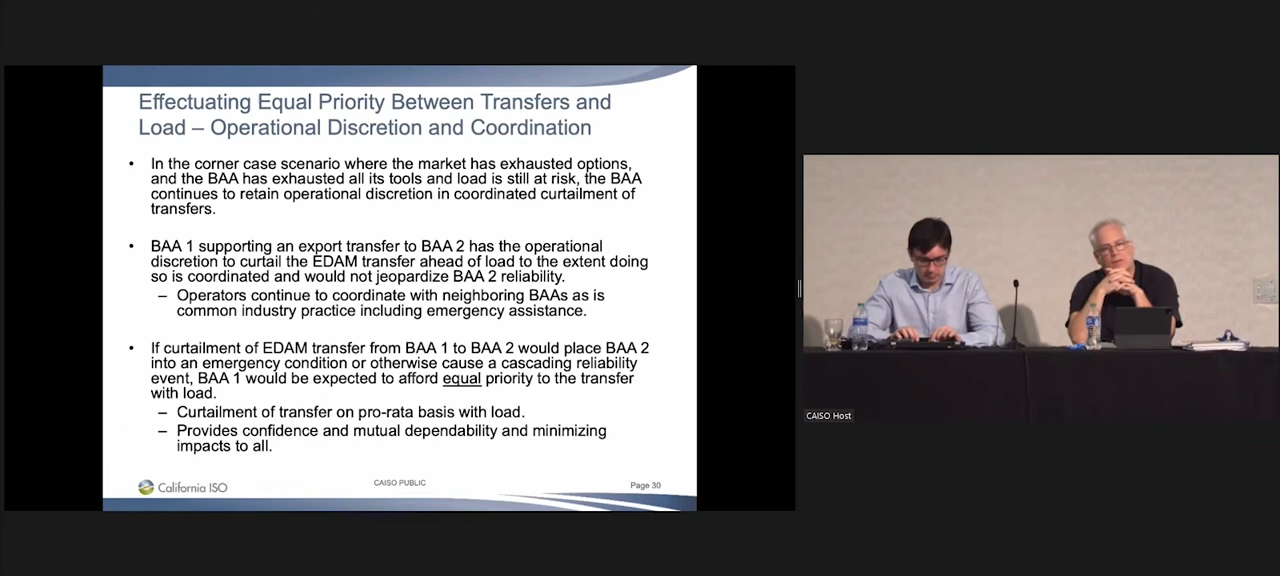 Effectuating Equal Priority Between Transfers and
Load – Operational Discretion and Coordination
• In the corner case scenario where the market has exhausted options,
and the BAA has exhausted all its tools and load is still at risk, the BAA
continues to retain operational discretion in coordinated curtailment of
transfers.
• BAA 1 supporting an export transfer to BAA 2 has the operational
discretion to curtail the EDAM transfer ahead of load to the extent doing
so is coordinated and would not jeopardize BAA 2 reliability.
– Operators continue to coordinate with neighboring BAAs as is
common industry practice including emergency assistance.
• If curtailment of EDAM transfer from BAA 1 to BAA 2 would place BAA 2
into an emergency condition or otherwise cause a cascading reliability
event, BAA 1 would be expected to afford equal priority to the transfer
with load.
– Curtailment of transfer on pro-rata basis with load.
– Provides confidence and mutual dependability and minimizing
impacts to all.
California ISO
CAISO PUBLIC
Page 30
CAISO Host